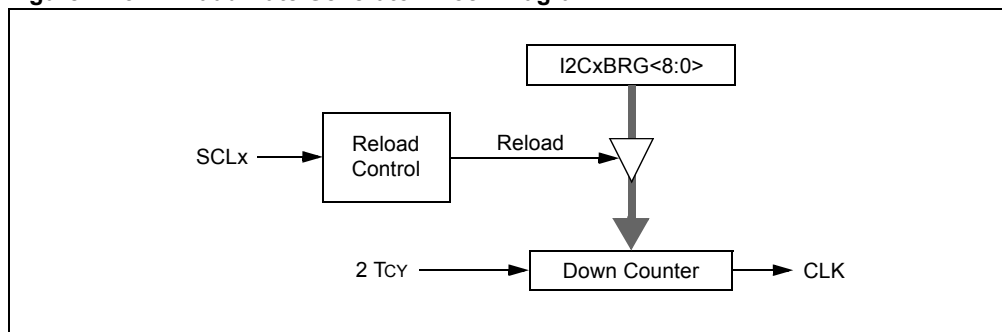 I2CxBRG<8:0>
SCLx
Reload
Control
Reload
2 TCY
Down Counter
CLK